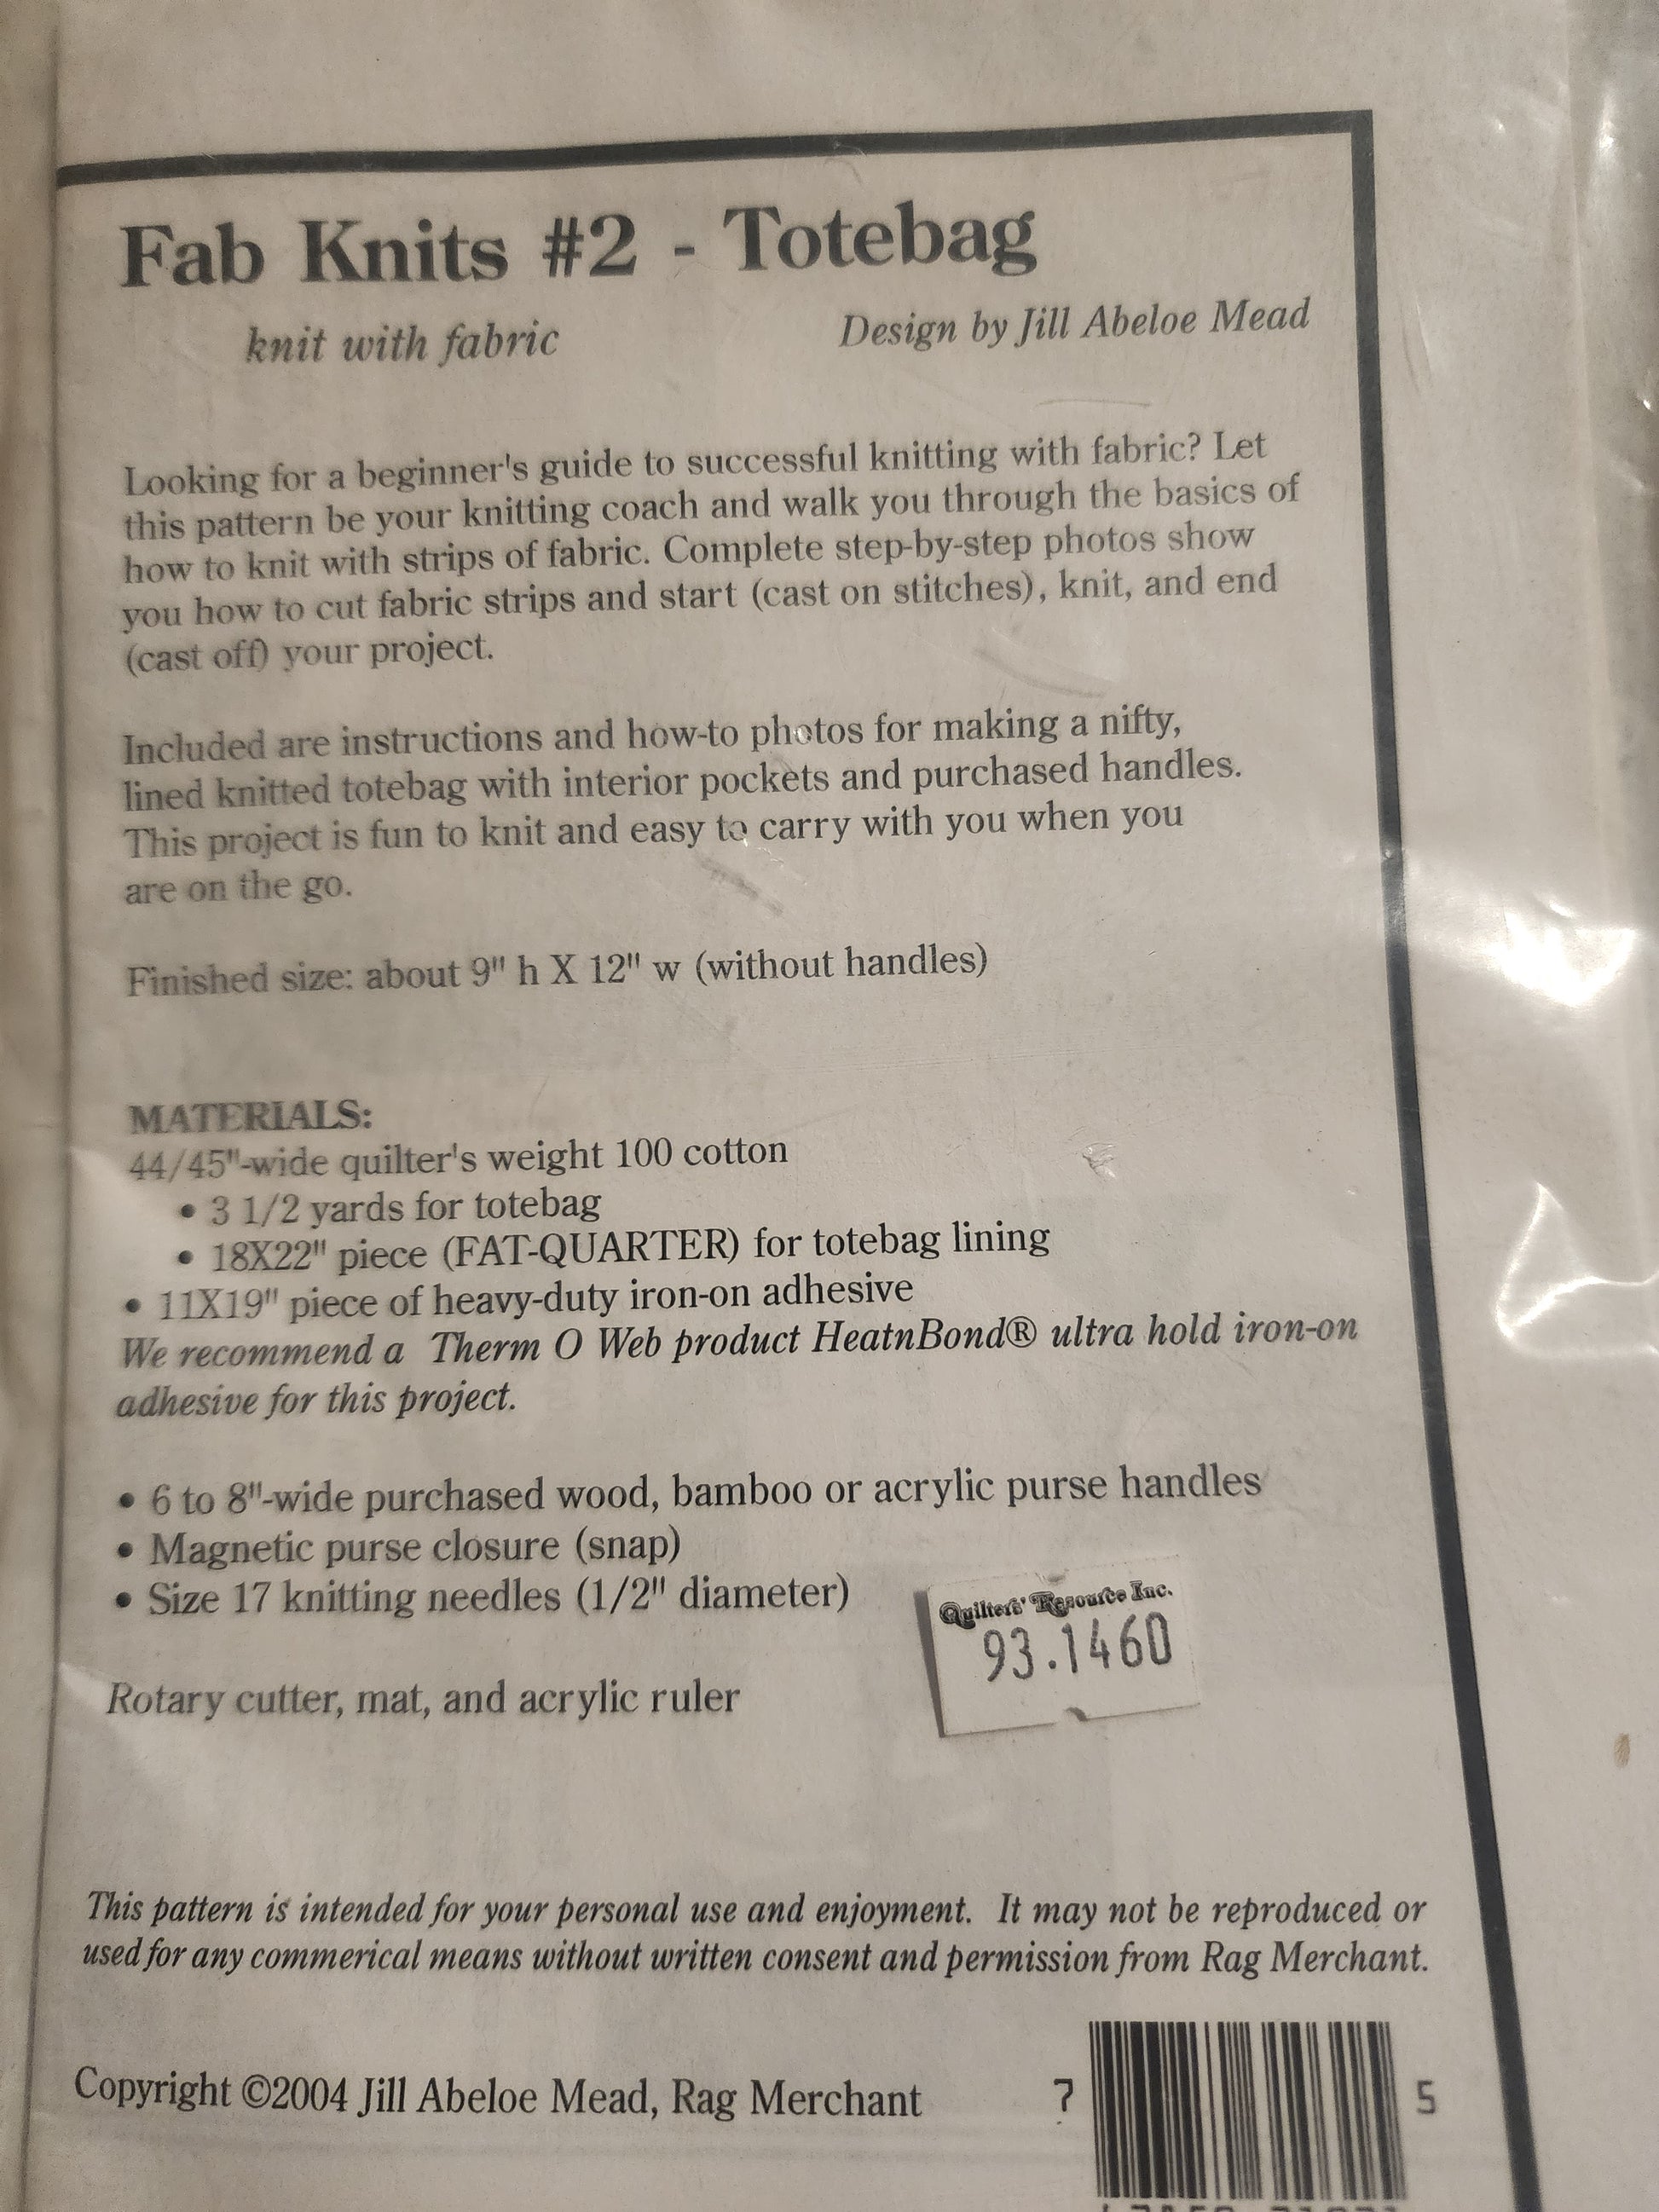 Fab Knits #2 - Totebag
knit with fabric
Design by Jill Abeloe Mead
Looking for a beginner's guide to successful knitting with fabric? Let
this pattern be your knitting coach and walk you through the basics of
how to knit with strips of fabric. Complete step-by-step photos show
you how to cut fabric strips and start (cast on stitches), knit, and end
(cast off) your project.
Included are instructions and how-to photos for making a nifty,
lined knitted totebag with interior pockets and purchased handles.
This project is fun to knit and easy to carry with you when you
are on the go.
Finished size: about 9" h X 12" w (without handles)
MATERIALS:
44/45"-wide quilter's weight 100 cotton
• 3 1/2 yards for totebag
• 18X22" piece (FAT-QUARTER) for totebag lining
• 11X19" piece of heavy-duty iron-on adhesive
We recommend a Therm O Web product HeatnBond® ultra hold iron-on
adhesive for this project.
• 6 to 8"-wide purchased wood, bamboo or acrylic purse handles
• Magnetic purse closure (snap)
• Size 17 knitting needles (1/2" diameter)
Quilters' Resource Inc.
93.1460
Rotary cutter, mat, and acrylic ruler
This pattern is intended for your personal use and enjoyment. It may not be reproduced or
used for any commerical means without written consent and permission from Rag Merchant.
Copyright ©2004 Jill Abeloe Mead, Rag Merchant
7 5